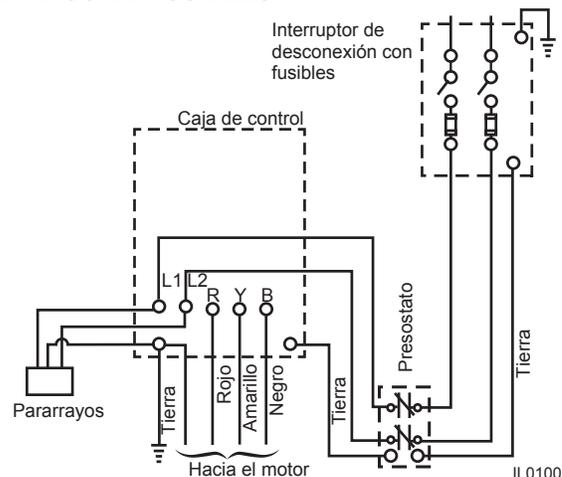 Interruptor de
desconexión con
fusibles
Caja de control
L1 L2
R Y B
Presostato
Tierra
Pararrayos
Tierra
Rojo
Amarillo
Negro
Tierra
Hacia el motor
IL0100